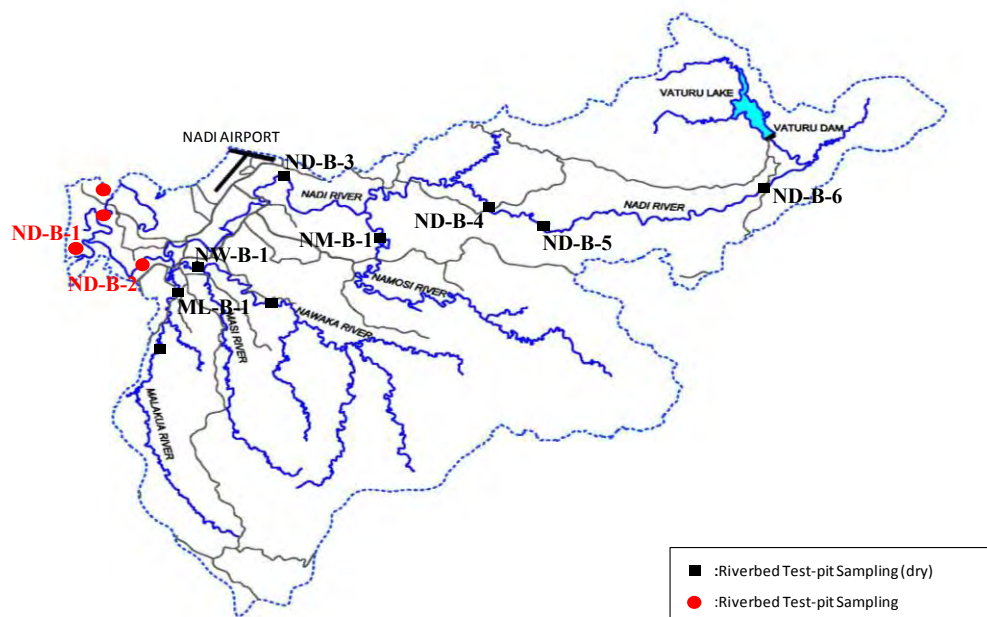 VATURU LAKE
VATURU DAM
NADI AIRPORT
ND-B-3
NADI RIVER
ND-B-6
ND-B-4
NADI RIVER
ND-B-5
ND-B-1
NM-B-1
NW-B-1
ND-B-2
NAMOSI RIVER
ML-B-1
MASI RIVER
NAWAKA RIVER
MALAKUA RIVER
:Riverbed Test-pit Sampling (dry)
:Riverbed Test-pit Sampling